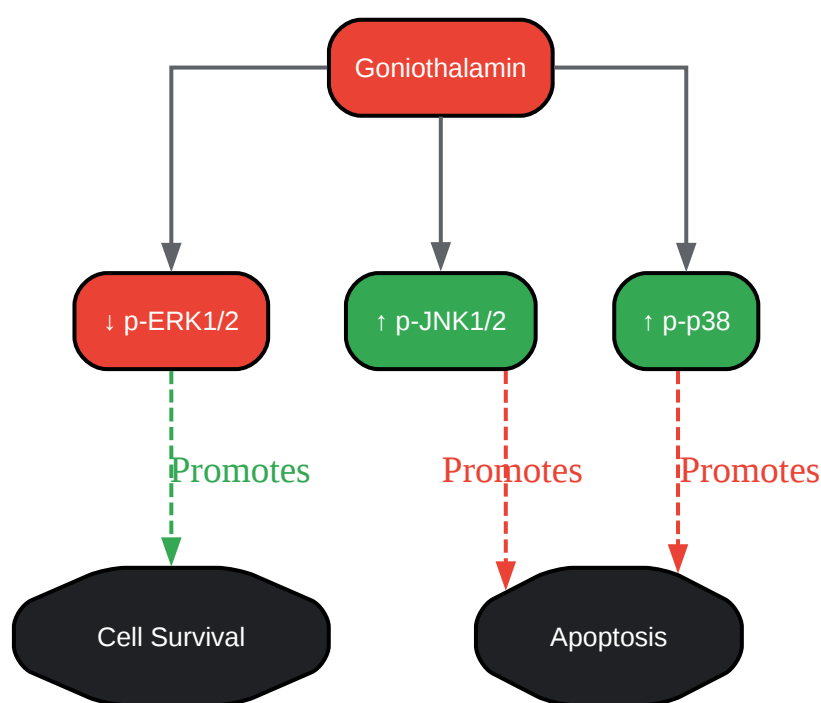 Goniothalamin
↓ p-ERK1/2
↑ p-JNK1/2
↑ p-p38
Promotes
Promotes
Promotes
Cell Survival
Apoptosis